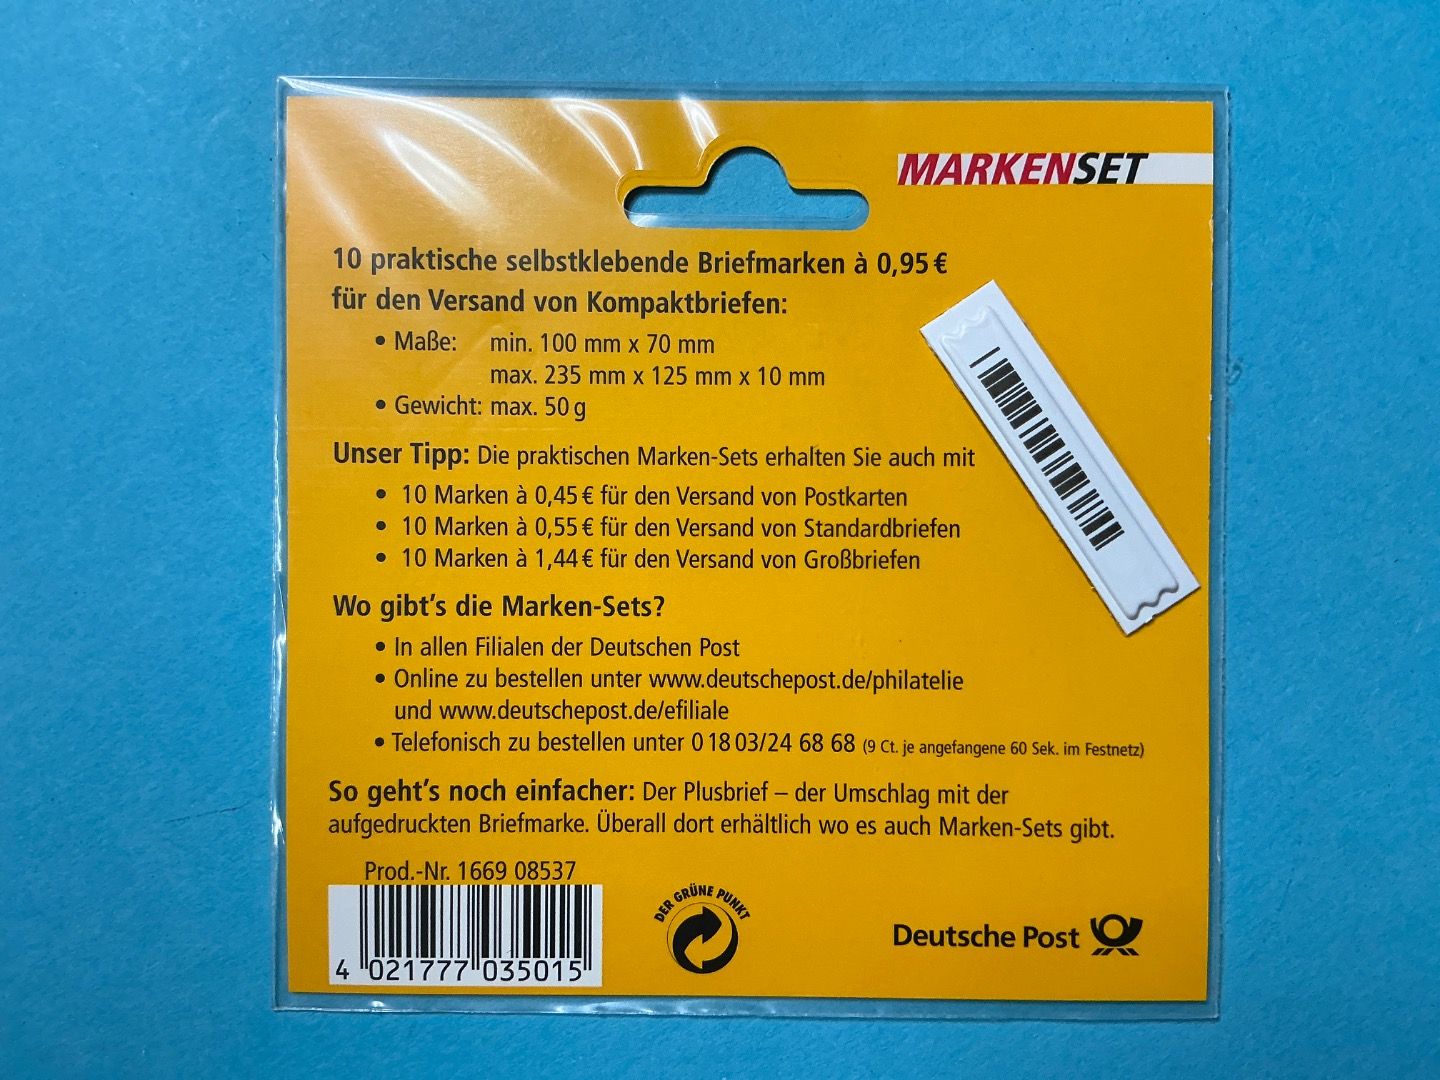 MARKENSET
10 praktische selbstklebende Briefmarken à 0,95 €
für den Versand von Kompaktbriefen:
• Maße: min. 100 mm x 70 mm
max. 235 mm x 125 mm x 10 mm
• Gewicht: max. 50 g
Unser Tipp: Die praktischen Marken-Sets erhalten Sie auch mit
• 10 Marken à 0,45 € für den Versand von Postkarten
• 10 Marken à 0,55 € für den Versand von Standardbriefen
• 10 Marken à 1,44 € für den Versand von Großbriefen
Wo gibt's die Marken-Sets?
• In allen Filialen der Deutschen Post
• Online zu bestellen unter www.deutschepost.de/philatelie
und www.deutschepost.de/efiliale
• Telefonisch zu bestellen unter 0 18 03/24 68 68 (9 Ct. je angefangene 60 Sek. im Festnetz)
So geht's noch einfacher: Der Plusbrief – der Umschlag mit der
aufgedruckten Briefmarke. Überall dort erhältlich wo es auch Marken-Sets gibt.
Prod.-Nr. 1669 08537
4 021777 035015
DER GRÜNE PUNKT
Deutsche Post